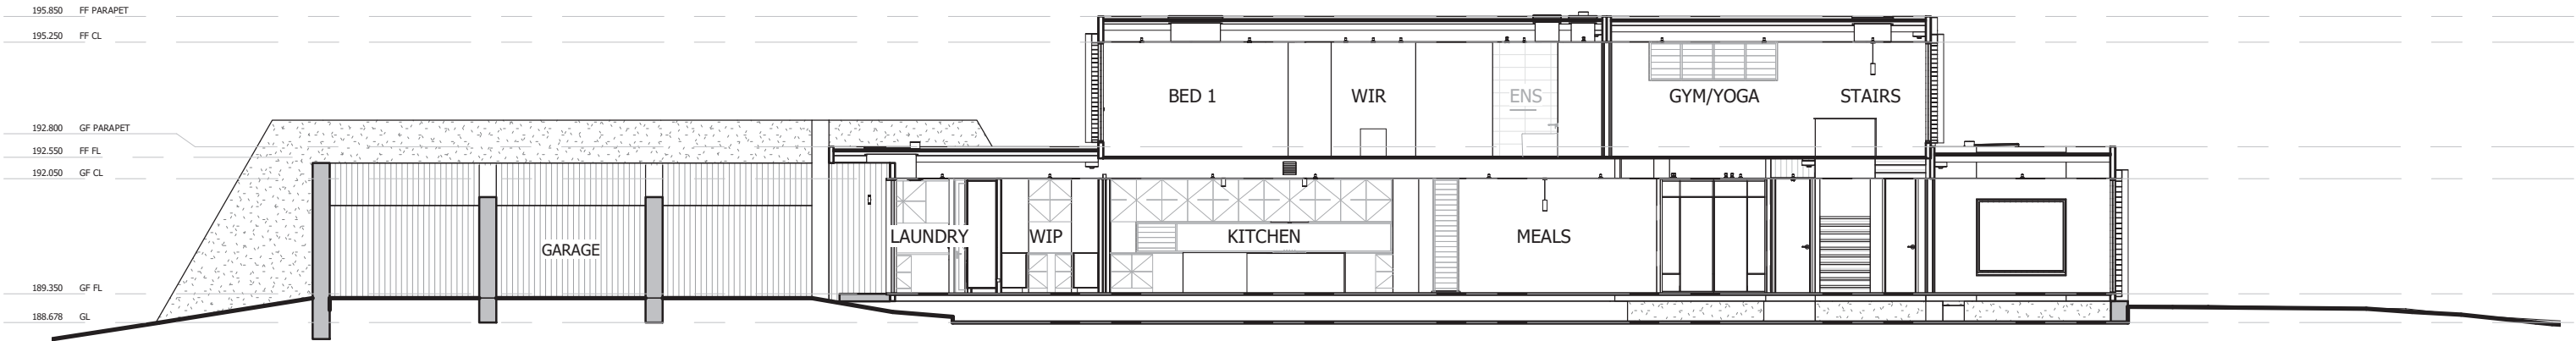 195.850 FF PARAPET
195.250 FF CL
BED 1 WIR ENS GYM/YOGA STAIRS
192.800 GF PARAPET
192.550 FF FL
192.050 GF CL
LAUNDRY WIP KITCHEN MEALS
GARAGE
189.350 GF FL
188.678 GL